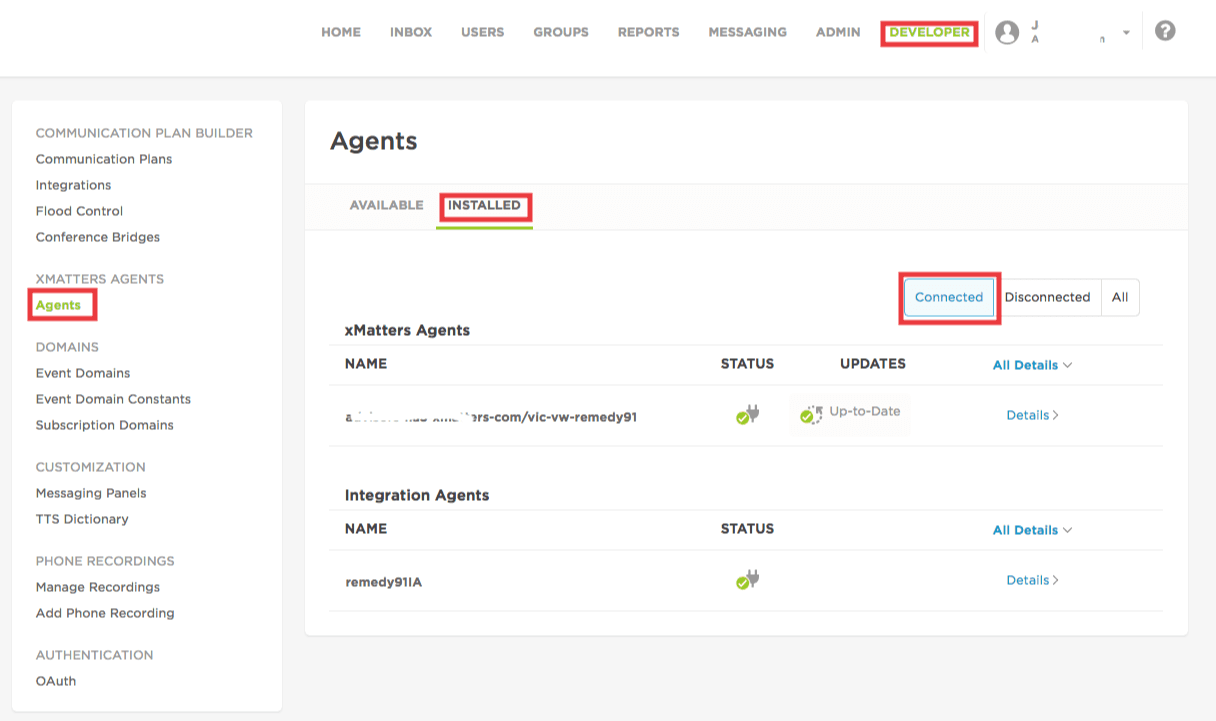 HOME INBOX USERS GROUPS REPORTS MESSAGING ADMIN DEVELOPER J
A
COMMUNICATION PLAN BUILDER
Communication Plans
Integrations
Flood Control
Conference Bridges
XMATTERS AGENTS
Agents
DOMAINS
Event Domains
Event Domain Constants
Subscription Domains
CUSTOMIZATION
Messaging Panels
TTS Dictionary
PHONE RECORDINGS
Manage Recordings
Add Phone Recording
AUTHENTICATION
OAuth
Agents
AVAILABLE INSTALLED
Connected Disconnected All
xMatters Agents
NAME STATUS UPDATES All Details
rs-com/vic-vw-remedy91 Up-to-Date Details
Integration Agents
NAME STATUS All Details
remedy91IA Details